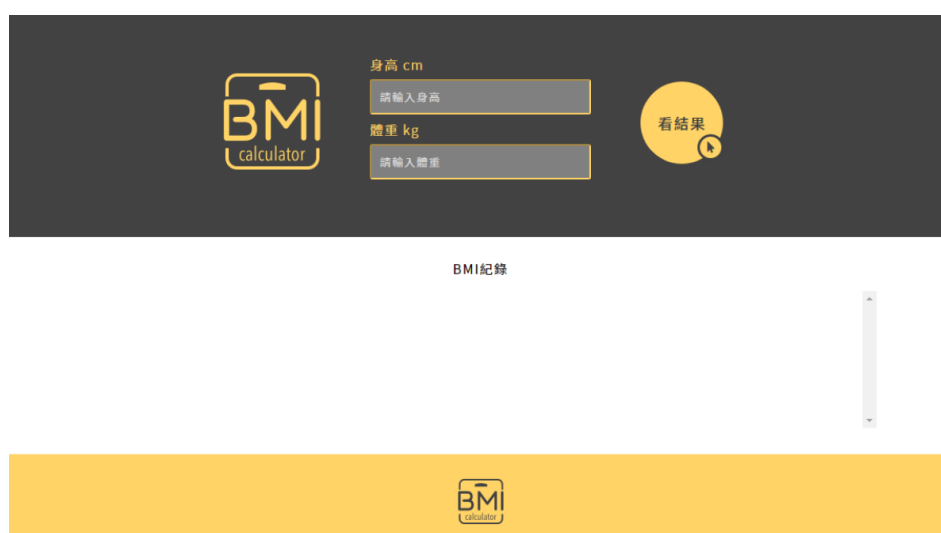 BMI
calculator
身高 cm
請輸入身高
體重 kg
請輸入體重
看結果
BMI紀錄
BMI
calculator